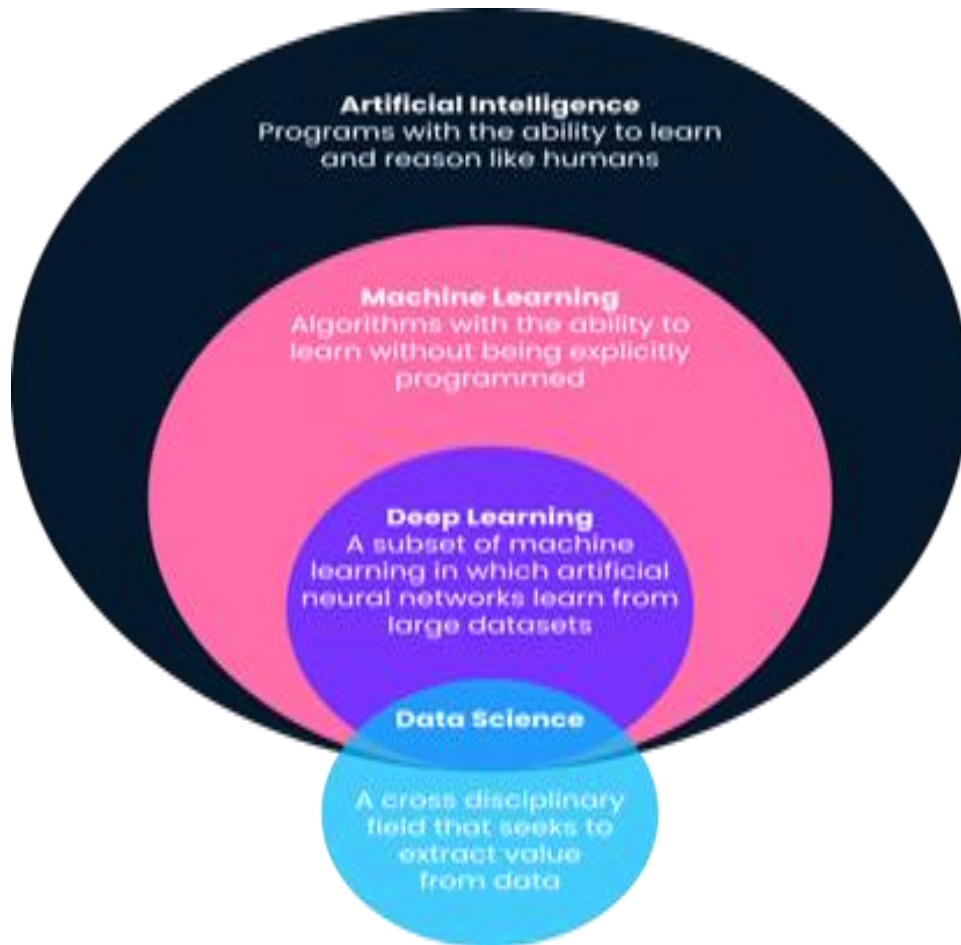 Artificial Intelligence
Programs with the ability to learn
and reason like humans
Machine Learning
Algorithms with the ability to
learn without being explicitly
programmed
Deep Learning
A subset of machine
learning in which artificial
neural networks learn from
large datasets
Data Science
A cross disciplinary
field that seeks to
extract value
from data